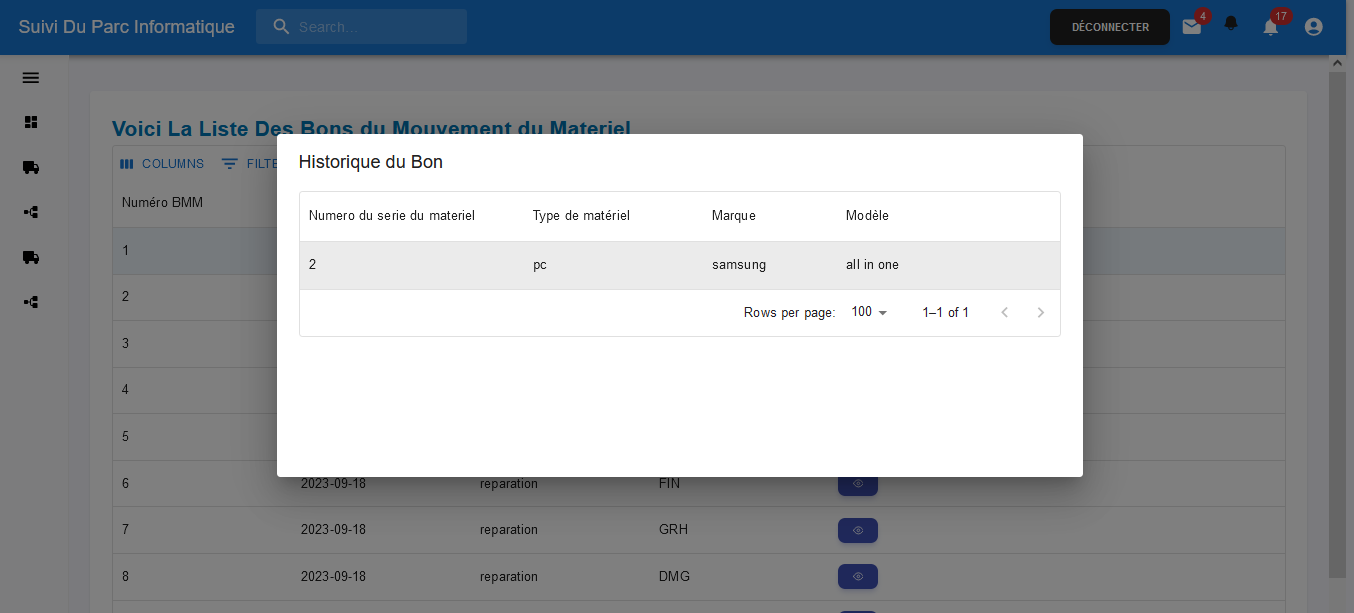 Suivi Du Parc Informatique
Search...
DÉCONNECTER
4
17
Voici La Liste Des Bons du Mouvement du Materiel
COLUMNS
FILTE
Numéro BMM
1
2
3
4
5
6 2023-09-18 reparation FIN
7 2023-09-18 reparation GRH
8 2023-09-18 reparation DMG
Historique du Bon
Numero du serie du materiel Type de matériel Marque Modèle
2 pc samsung all in one
Rows per page: 100 1–1 of 1